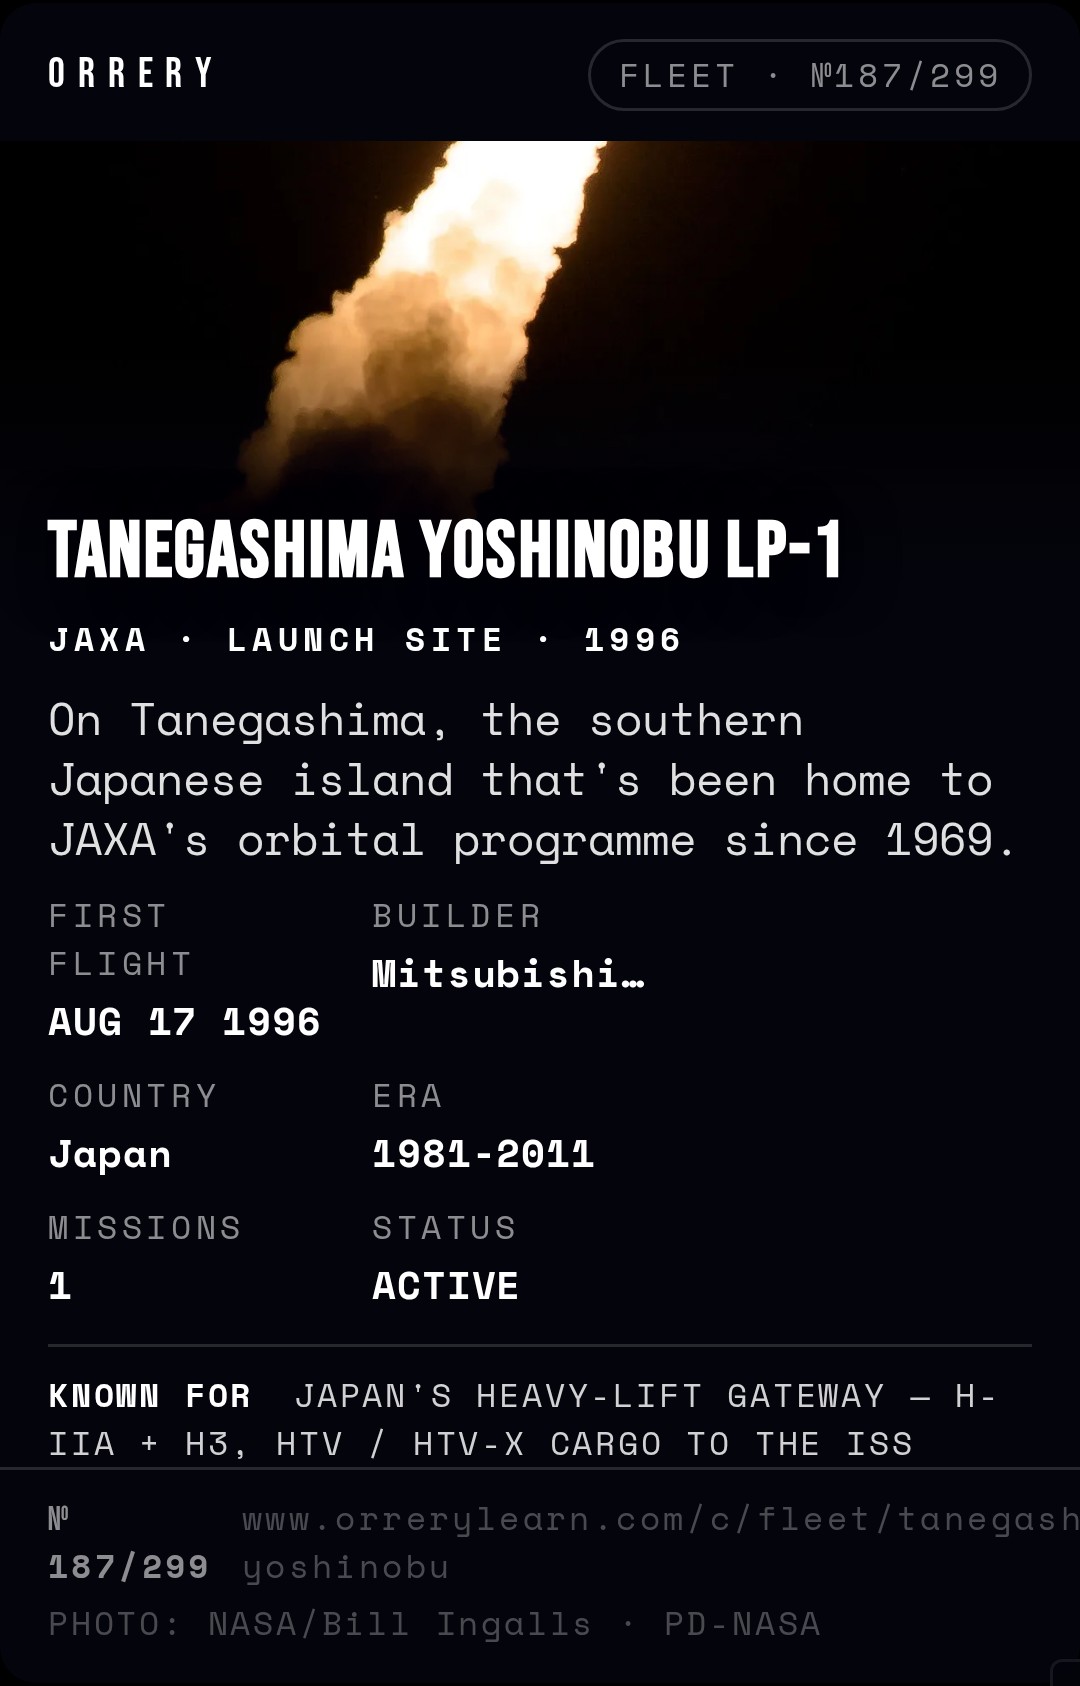 ORRERY
FLEET · №187/299
TANEGASHIMA YOSHINOBU LP-1
JAXA · LAUNCH SITE · 1996
On Tanegashima, the southern
Japanese island that's been home to
JAXA's orbital programme since 1969.
FIRST
FLIGHT
AUG 17 1996
BUILDER
Mitsubishi…
COUNTRY
Japan
ERA
1981-2011
MISSIONS
1
STATUS
ACTIVE
KNOWN FOR JAPAN'S HEAVY-LIFT GATEWAY — H-
IIA + H3, HTV / HTV-X CARGO TO THE ISS
№
187/299
www.orrerylearn.com/c/fleet/tanegash
yoshinobu
PHOTO: NASA/Bill Ingalls · PD-NASA